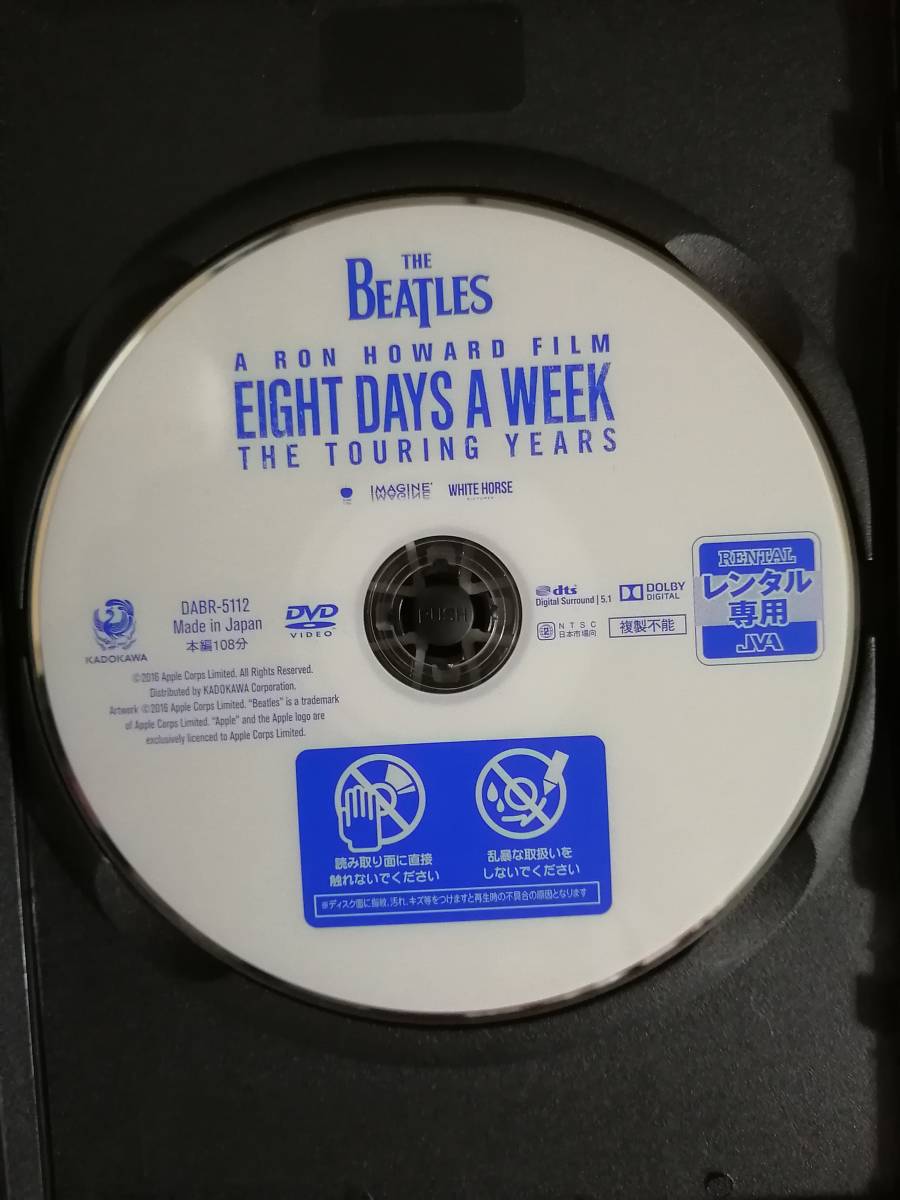 THE
BEATLES
A RON HOWARD FILM
EIGHT DAYS A WEEK
THE TOURING YEARS
IMAGINE
WHITE HORSE
PICTURES
KADOKAWA
DABR-5112
Made in Japan
本編108分
DVD
VIDEO
©2016 Apple Corps Limited. All Rights Reserved.
Distributed by KADOKAWA Corporation.
Artwork ©2016 Apple Corps Limited. "Beatles" is a trademark
of Apple Corps Limited. "Apple" and the Apple logo are
exclusively licenced to Apple Corps Limited.
PUSH
dts
Digital Surround | 5.1
DOLBY
DIGITAL
2
NTSC
日本市場向
複製不能
RENTAL
レンタル
専用
JVA
読み取り面に直接
触れないでください
乱暴な取扱いを
しないでください
※ディスク面に指紋、汚れ、キズ等をつけますと再生時の不具合の原因となります